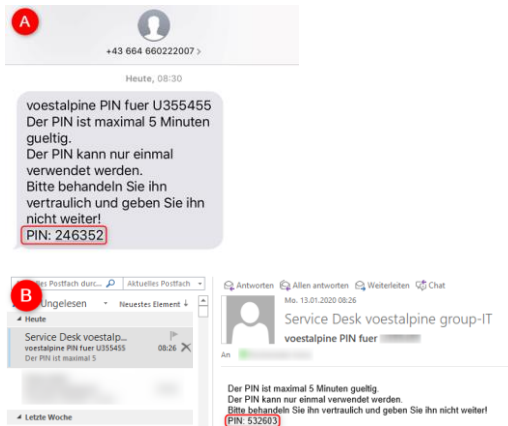 A
+43 664 660222007 >
Heute, 08:30
voestalpine PIN fuer U355455
Der PIN ist maximal 5 Minuten
gueltig.
Der PIN kann nur einmal
verwendet werden.
Bitte behandeln Sie ihn
vertraulich und geben Sie ihn
nicht weiter!
PIN: 246352
B
les Postfach durc... Aktuelles Postfach
Ungelesen Neuestes Element ↓
Heute
Service Desk voestalp...
voestalpine PIN fuer U355455 08:26
Der PIN ist maximal 5
Letzte Woche
Antworten Allen antworten Weiterleiten Chat
Mo. 13.01.2020 08:26
Service Desk voestalpine group-IT
voestalpine PIN fuer
An
Der PIN ist maximal 5 Minuten gueltig.
Der PIN kann nur einmal verwendet werden.
Bitte behandeln Sie ihn vertraulich und geben Sie ihn nicht weiter!
PIN: 532603